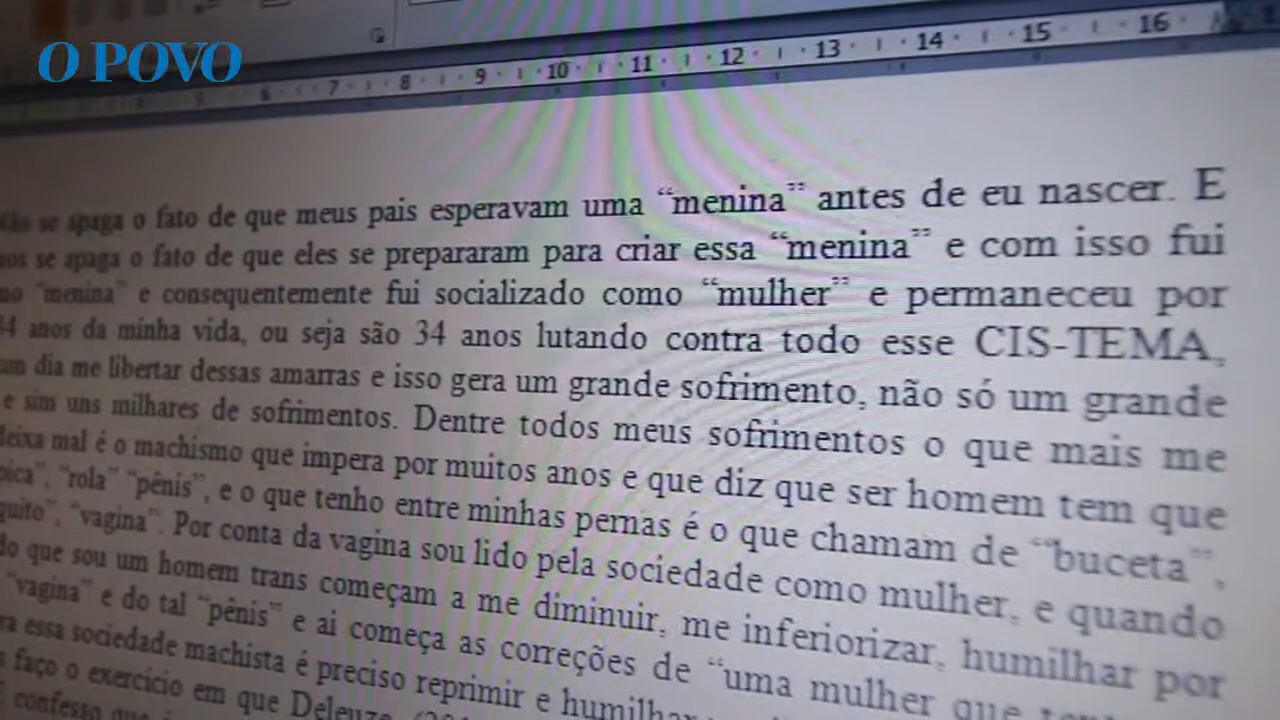 O POVO
6 7 8 9 10 11 12 13 14 15 16
se apaga o fato de que meus pais esperavam uma “menina” antes de eu nascer. E
se apaga o fato de que eles se prepararam para criar essa “menina” e com isso fui
“menina” e consequentemente fui socializado como “mulher” e permaneceu por
anos da minha vida, ou seja são 34 anos lutando contra todo esse CIS-TEMA,
um dia me libertar dessas amarras e isso gera um grande sofrimento, não só um grande
e sim uns milhares de sofrimentos. Dentre todos meus sofrimentos o que mais me
deixa mal é o machismo que impera por muitos anos e que diz que ser homem tem que
“rola” “pênis”, e o que tenho entre minhas pernas é o que chamam de “buceta”,
“vagina”. Por conta da vagina sou lido pela sociedade como mulher, e quando
que sou um homem trans começam a me diminuir, me inferiorizar, humilhar por
“vagina” e do tal “pênis” e ai começa as correções de “uma mulher que
essa sociedade machista é preciso reprimir e
faço o exercício em que Deleuze
confesso que